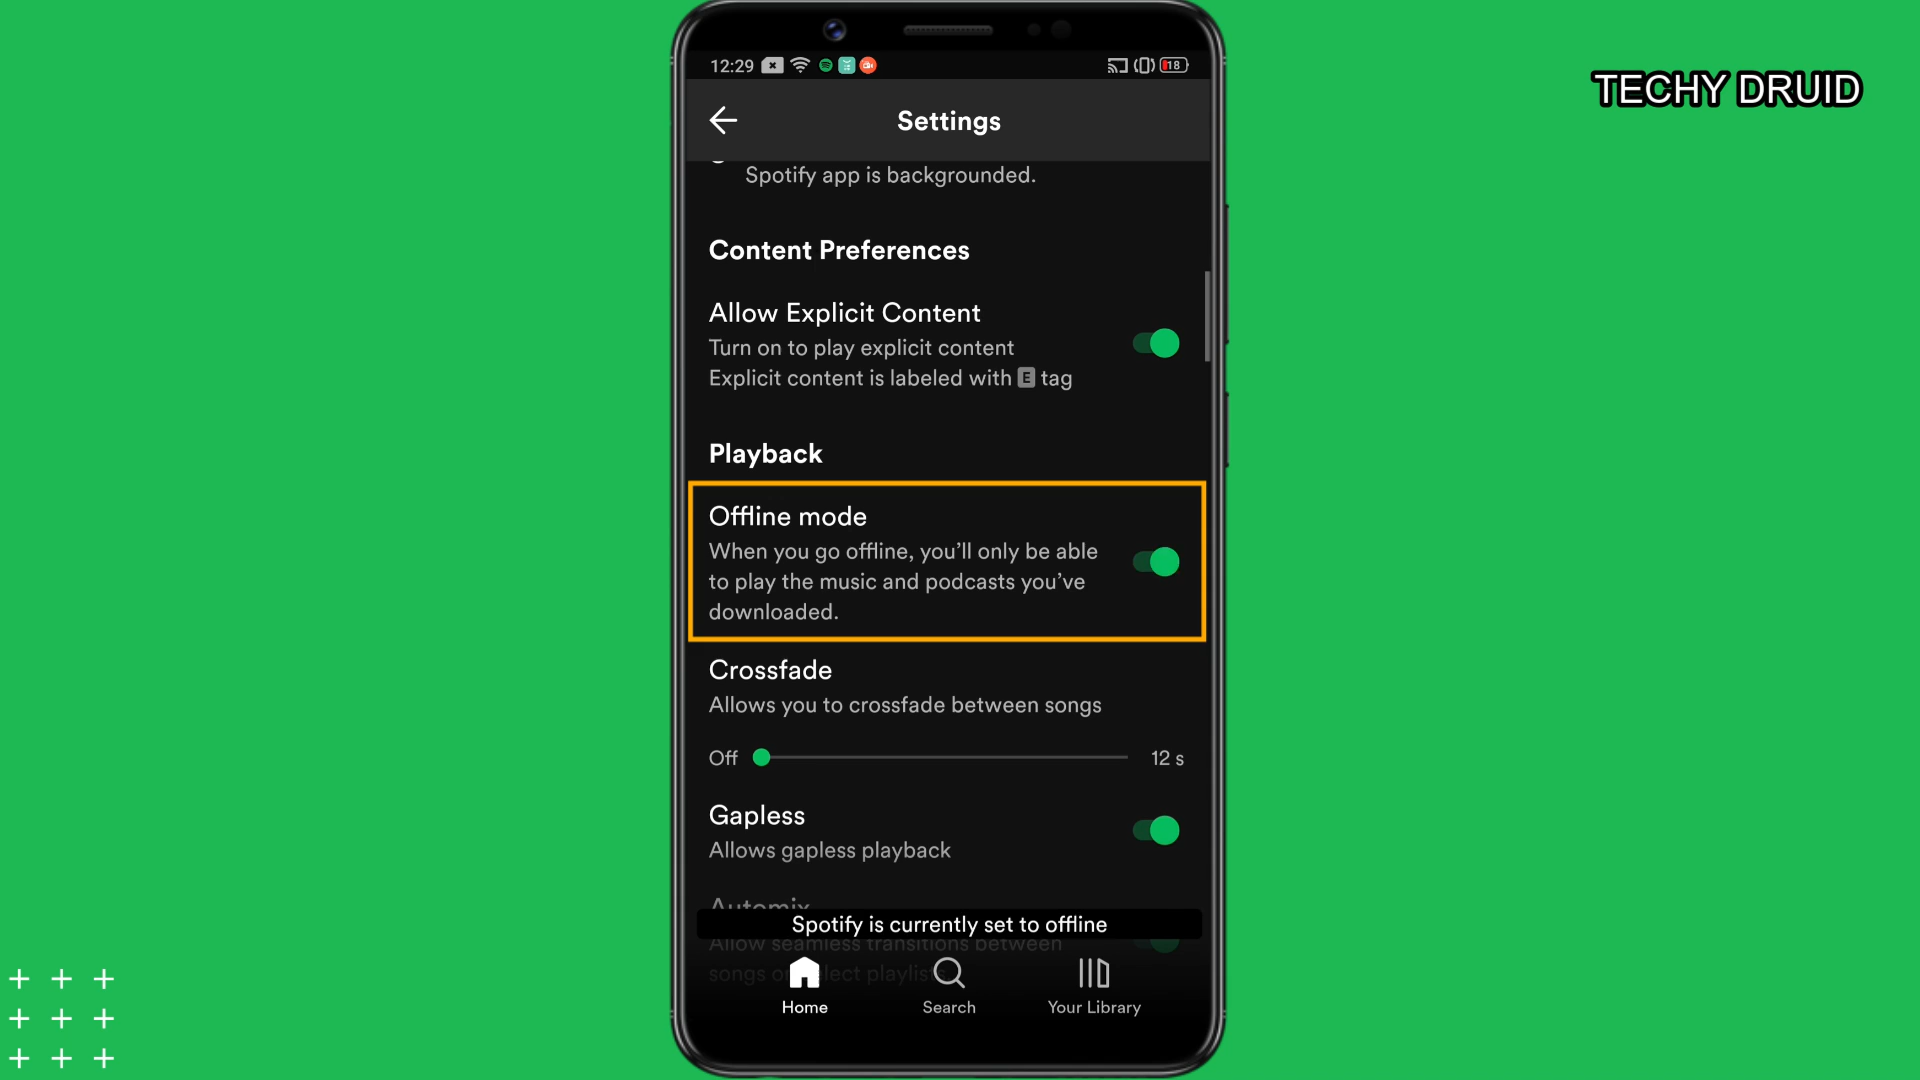 TECHY DRUID
12:29
18
Settings
Spotify app is backgrounded.
Content Preferences
Allow Explicit Content
Turn on to play explicit content
Explicit content is labeled with E tag
Playback
Offline mode
When you go offline, you’ll only be able
to play the music and podcasts you’ve
downloaded.
Crossfade
Allows you to crossfade between songs
Off 12 s
Gapless
Allows gapless playback
Automix
Spotify is currently set to offline
Allow seamless transitions between
songs on select playlists
Home Search Your Library